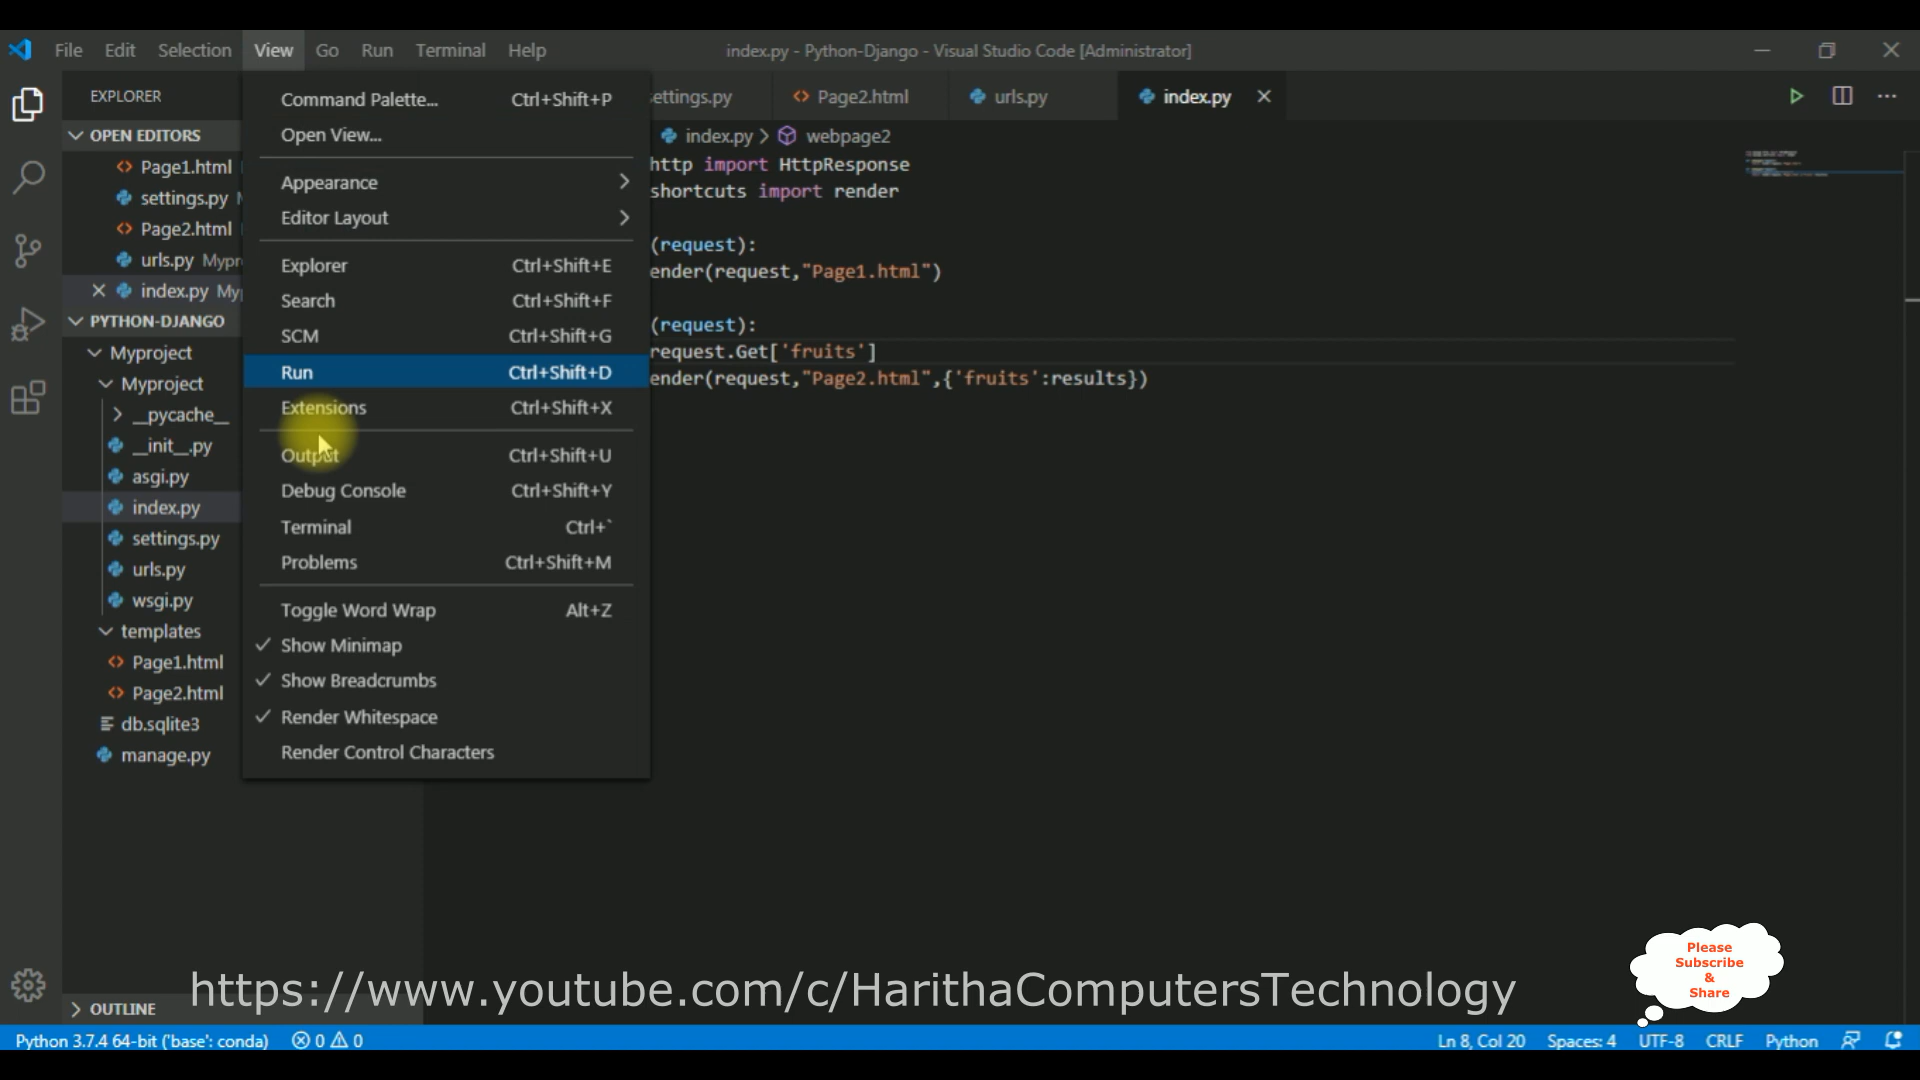 File Edit Selection View Go Run Terminal Help
index.py - Python-Django - Visual Studio Code [Administrator]
EXPLORER
OPEN EDITORS
Page1.html
settings.py
Page2.html
urls.py Mypr
index.py My
PYTHON-DJANGO
Myproject
Myproject
__pycache__
__init__.py
asgi.py
index.py
settings.py
urls.py
wsgi.py
templates
Page1.html
Page2.html
db.sqlite3
manage.py
OUTLINE
Command Palette... Ctrl+Shift+P
Open View...
Appearance
Editor Layout
Explorer Ctrl+Shift+E
Search Ctrl+Shift+F
SCM Ctrl+Shift+G
Run Ctrl+Shift+D
Extensions Ctrl+Shift+X
Output Ctrl+Shift+U
Debug Console Ctrl+Shift+Y
Terminal Ctrl+`
Problems Ctrl+Shift+M
Toggle Word Wrap Alt+Z
Show Minimap
Show Breadcrumbs
Render Whitespace
Render Control Characters
ettings.py Page2.html urls.py index.py
index.py > webpage2
http import HttpResponse
shortcuts import render
(request):
ender(request,"Page1.html")
(request):
request.Get['fruits']
ender(request,"Page2.html",{'fruits':results})
https://www.youtube.com/c/HarithaComputersTechnology
Please
Subscribe
&
Share
Python 3.7.4 64-bit ('base': conda) 0 0
Ln 8, Col 20 Spaces: 4 UTF-8 CRLF Python